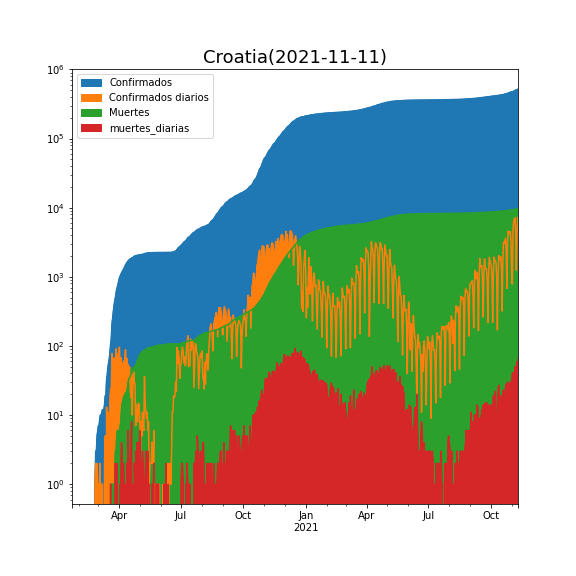 Croatia(2021-11-11)
Confirmados
Confirmados diarios
Muertes
muertes_diarias
10^6
10^5
10^4
10^3
10^2
10^1
10^0
Apr Jul Oct Jan Apr Jul Oct
2021